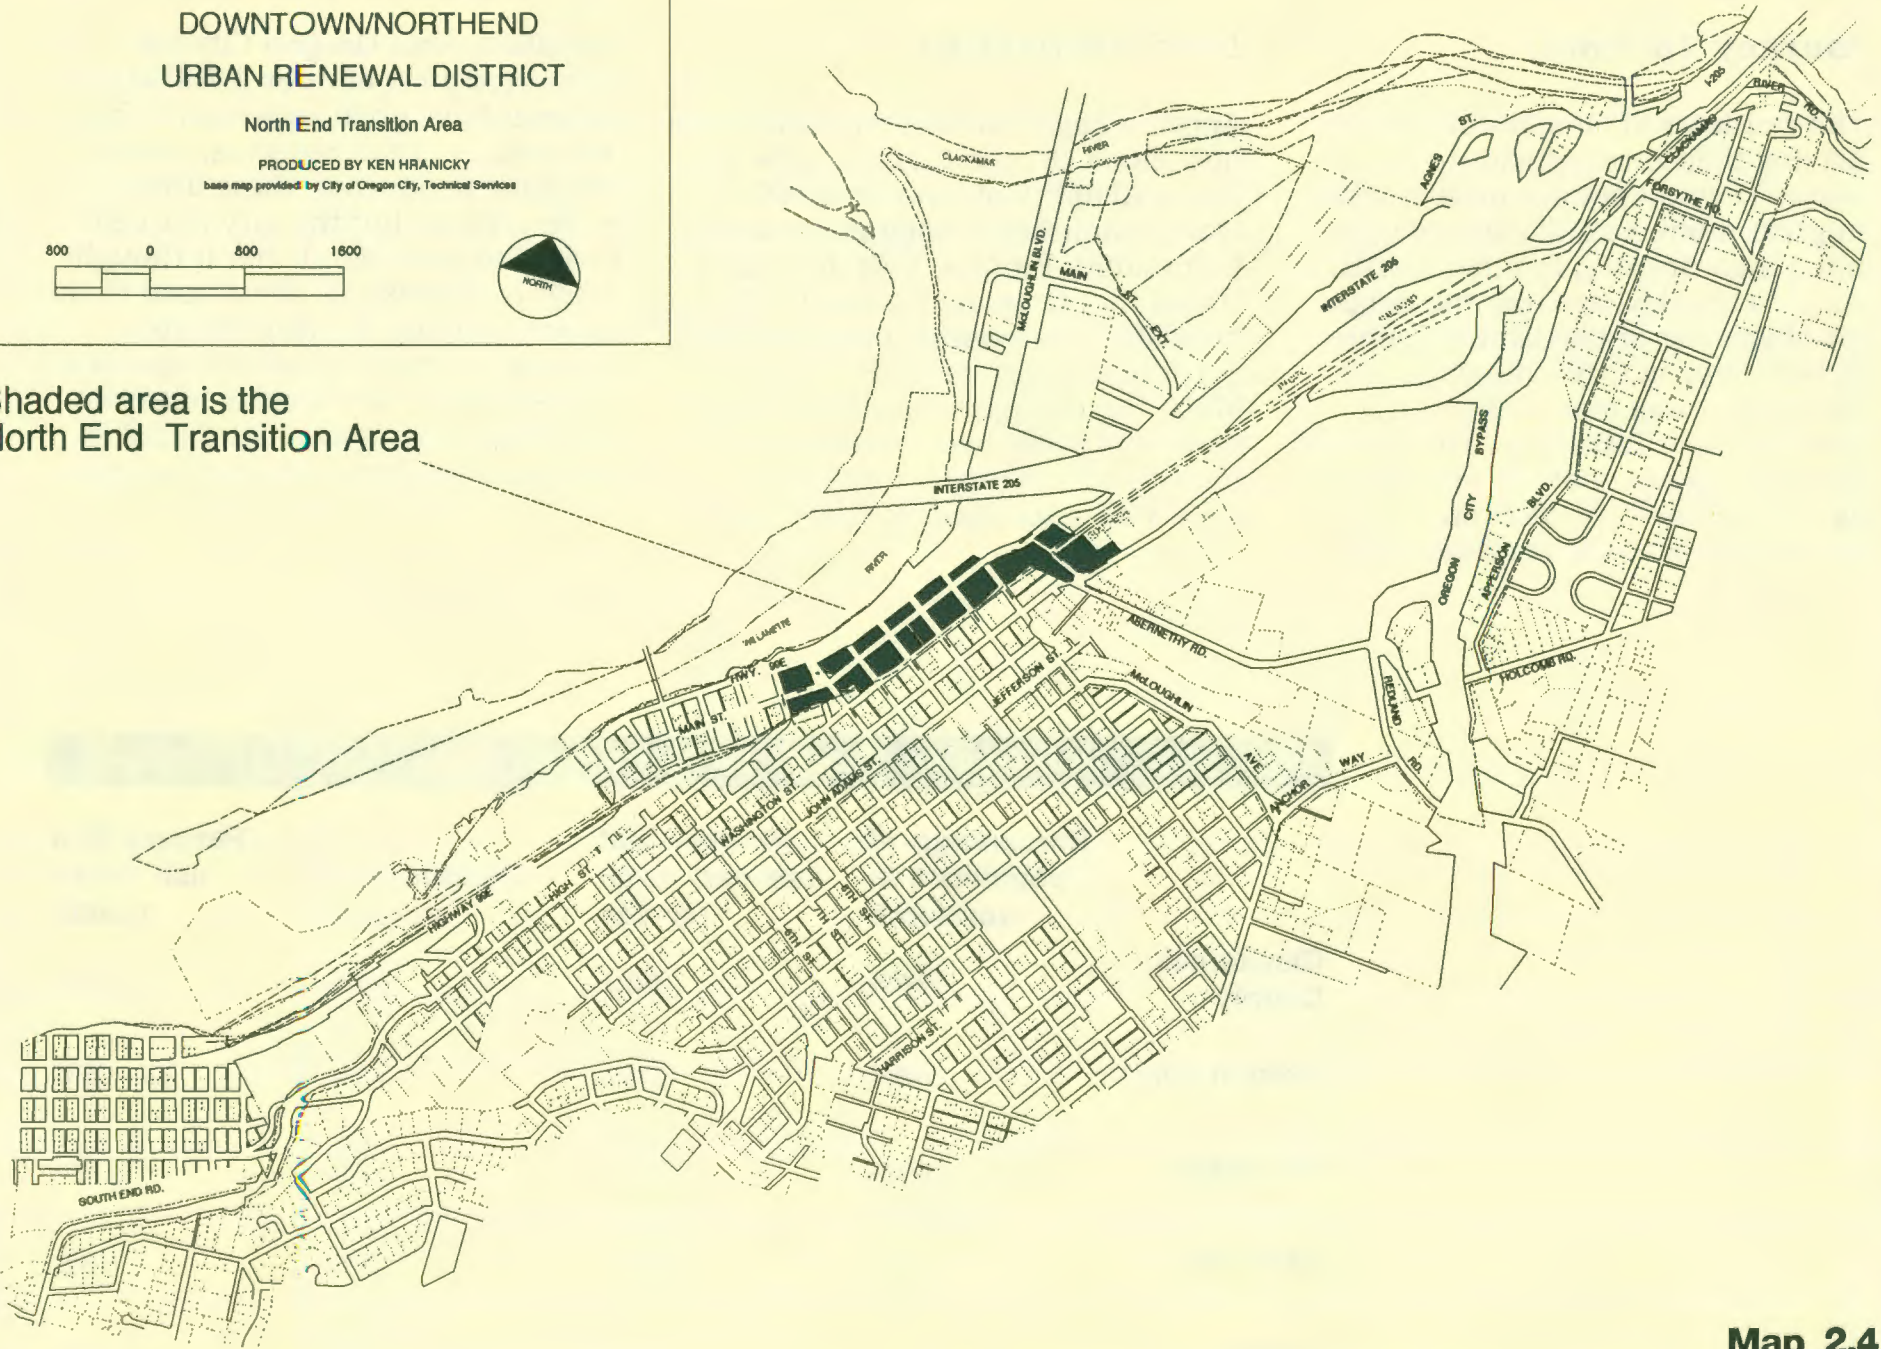 DOWNTOWN/NORTHEND
URBAN RENEWAL DISTRICT
North End Transition Area
PRODUCED BY KEN HRANICKY
base map provided by City of Oregon City, Technical Services
800 0 800 1600
NORTH
haded area is the
orth End Transition Area
CLACKAMAS RIVER
AGNES ST.
I-205
RIVER RD.
CLACKAMAS
FORSYTHE RD.
McLOUGHLIN BLVD.
MAIN ST. EXT.
INTERSTATE 205
INTERSTATE 205
OREGON CITY BYPASS
APPERSON BLVD.
HOLCOMB RD.
REDLAND RD.
ABERNETHY RD.
McLOUGHLIN AVE
ANCHOR WAY
JEFFERSON ST.
WILLAMETTE RIVER
HWY. 99E
MAIN ST.
WASHINGTON ST.
JOHN ADAMS ST.
HIGH ST.
HIGHWAY 99E
HARRISON ST.
SOUTH END RD.
Map 2.4